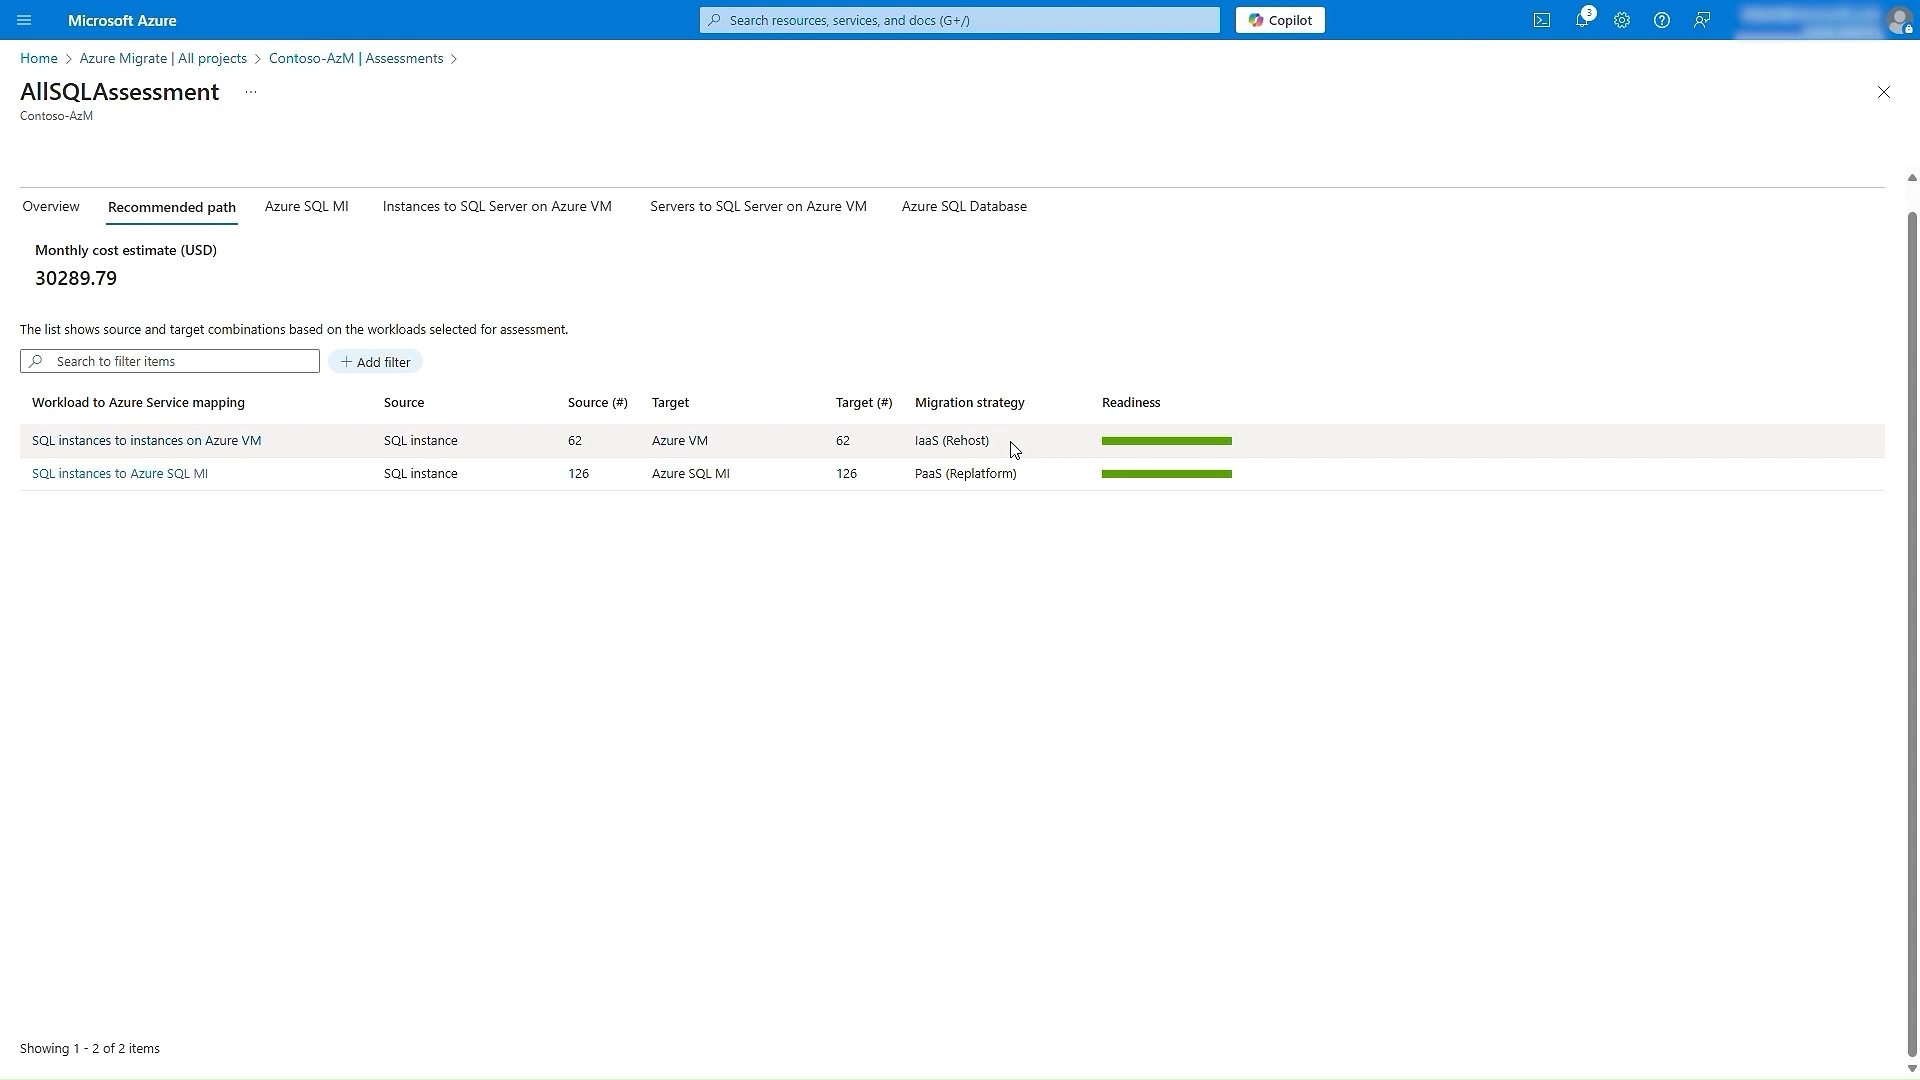 Microsoft Azure
Search resources, services, and docs (G+/)
Copilot
3
Home > Azure Migrate | All projects > Contoso-AzM | Assessments >
AllSQLAssessment ...
Contoso-AzM
Overview Recommended path Azure SQL MI Instances to SQL Server on Azure VM Servers to SQL Server on Azure VM Azure SQL Database
Monthly cost estimate (USD)
30289.79
The list shows source and target combinations based on the workloads selected for assessment.
Search to filter items
+ Add filter
Workload to Azure Service mapping Source Source (#) Target Target (#) Migration strategy Readiness
SQL instances to instances on Azure VM SQL instance 62 Azure VM 62 IaaS (Rehost)
SQL instances to Azure SQL MI SQL instance 126 Azure SQL MI 126 PaaS (Replatform)
Showing 1 - 2 of 2 items